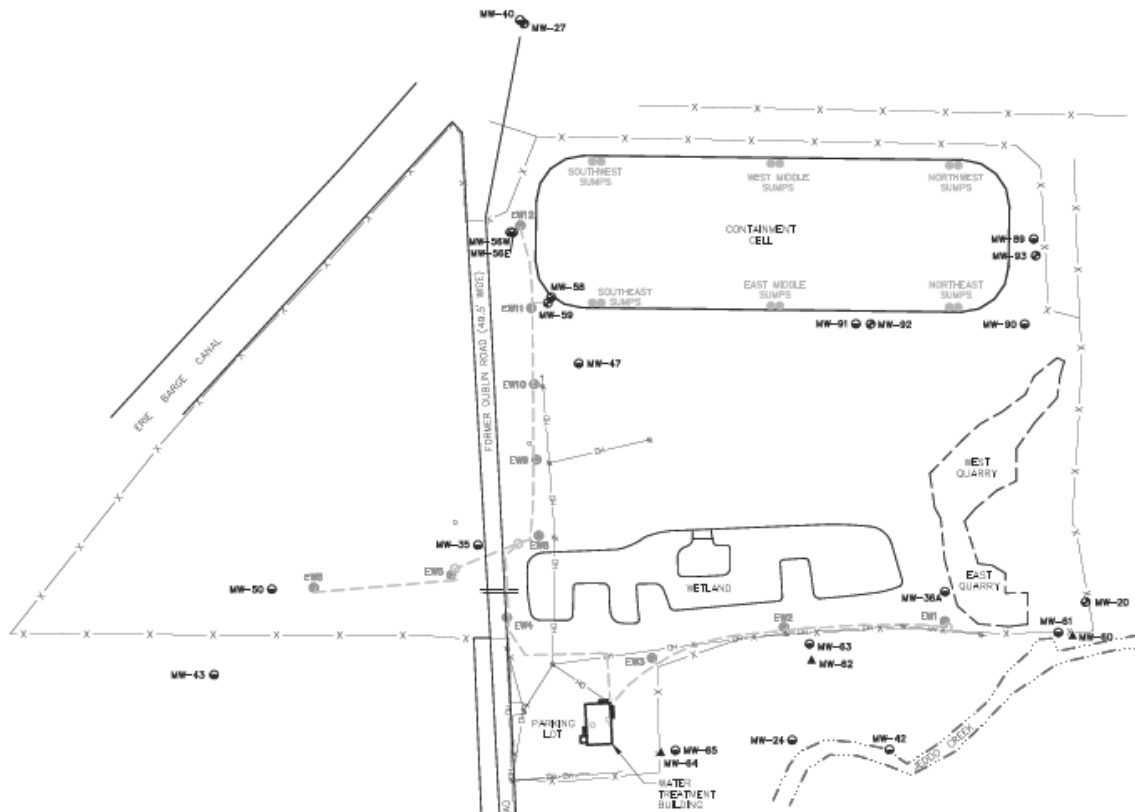 MW-40
MW-27
SOUTHWEST
SUMPS
WEST MIDDLE
SUMPS
NORTHWEST
SUMPS
EW12
MW-56W
MW-56E
CONTAINMENT
CELL
MW-89
MW-93
MW-58
MW-59
SOUTHEAST
SUMPS
EAST MIDDLE
SUMPS
NORTHEAST
SUMPS
EW11
MW-91
MW-92
MW-90
ERIE BARGE CANAL
FORMER DUBLIN ROAD (49.5' WIDE)
MW-47
EW10
EW9
WEST
QUARRY
MW-35
MW-50
WETLAND
EAST
QUARRY
MW-36A
MW-20
EW4
EW2
EW1
MW-61
MW-60
MW-63
MW-62
EW3
MW-43
PARKING
LOT
MW-65
MW-64
MW-24
MW-42
JEDDO CREEK
WATER
TREATMENT
BUILDING